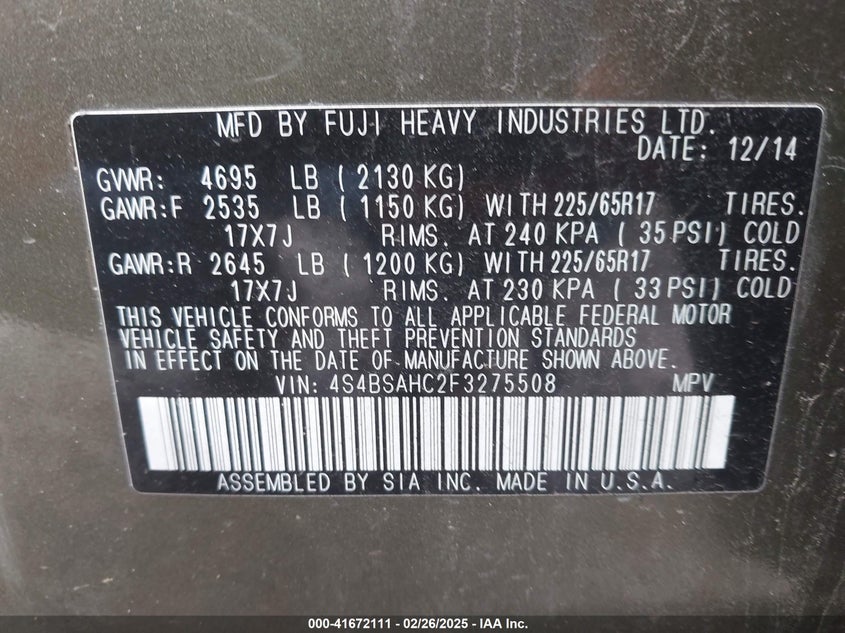 MFD BY FUJI HEAVY INDUSTRIES LTD.
DATE: 12/14
GVWR: 4695 LB ( 2130 KG)
GAWR:F 2535 LB ( 1150 KG) WITH 225/65R17 TIRES.
17X7J RIMS. AT 240 KPA ( 35 PSI) COLD
GAWR:R 2645 LB ( 1200 KG) WITH 225/65R17 TIRES.
17X7J RIMS. AT 230 KPA ( 33 PSI) COLD
THIS VEHICLE CONFORMS TO ALL APPLICABLE FEDERAL MOTOR
VEHICLE SAFETY AND THEFT PREVENTION STANDARDS
IN EFFECT ON THE DATE OF MANUFACTURE SHOWN ABOVE.
VIN: 4S4BSAHC2F3275508 MPV
ASSEMBLED BY SIA INC. MADE IN U.S.A.
000-41672111 - 02/26/2025 - IAA Inc.